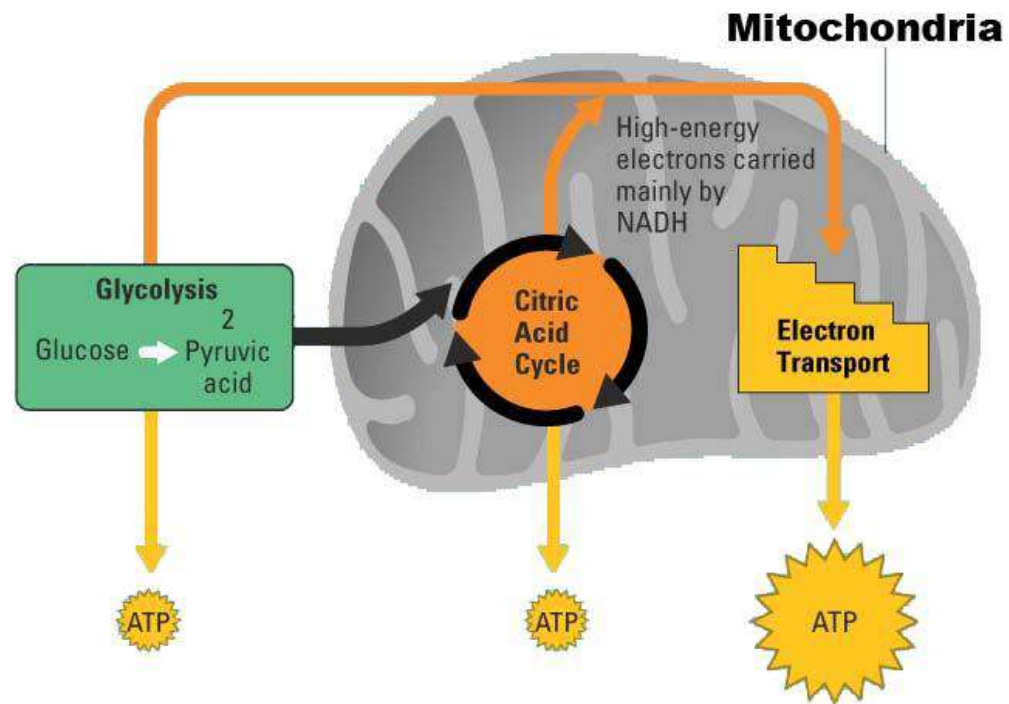 Mitochondria
High-energy
electrons carried
mainly by
NADH
Glycolysis
2
Glucose Pyruvic
acid
Citric
Acid
Cycle
Electron
Transport
ATP
ATP
ATP